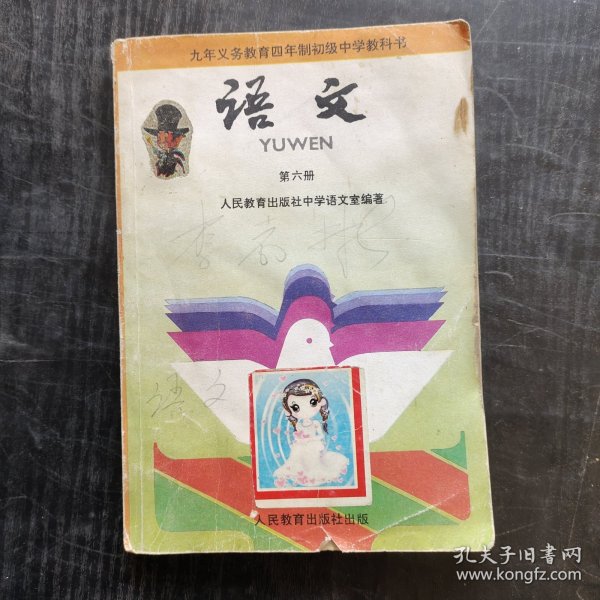 九年义务教育四年制初级中学教科书
语文
YUWEN
第六册
人民教育出版社中学语文室编著
语文
人民教育出版社出版
孔夫子旧书网
www.kongfz.com